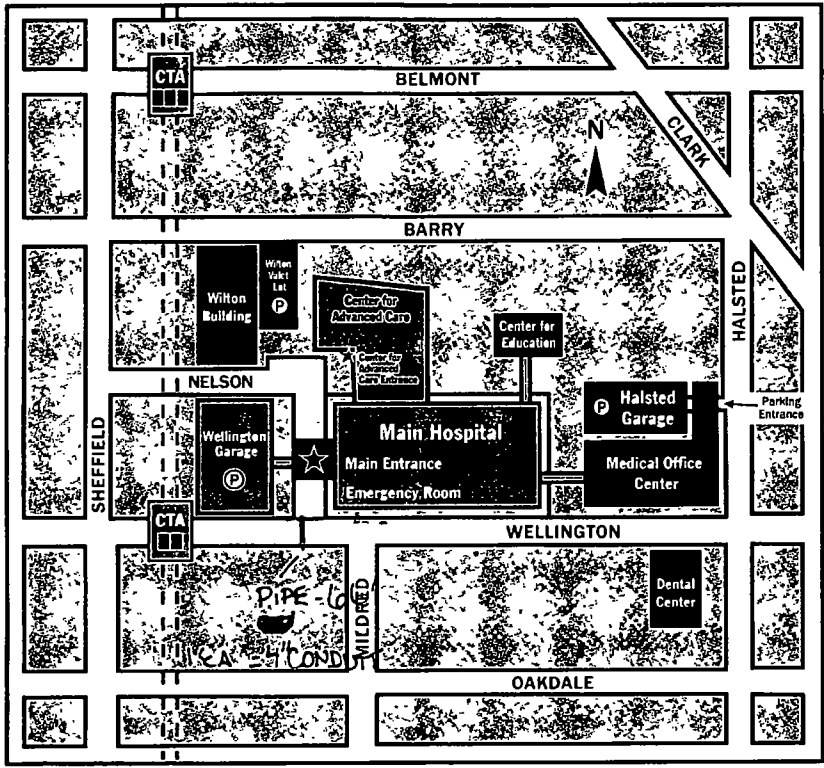 CTA
BELMONT
N
CLARK
BARRY
HALSTED
Wilton
Valet
Lot
P
Wilton
Building
Center for
Advanced Care
Center for
Advanced
Care Entrance
Center for
Education
NELSON
P
Halsted
Garage
Parking
Entrance
SHEFFIELD
Wellington
Garage
P
Main Hospital
Main Entrance
Emergency Room
Medical Office
Center
CTA
WELLINGTON
PIPE -
MILDRED
Dental
Center
4" CONDUIT
OAKDALE